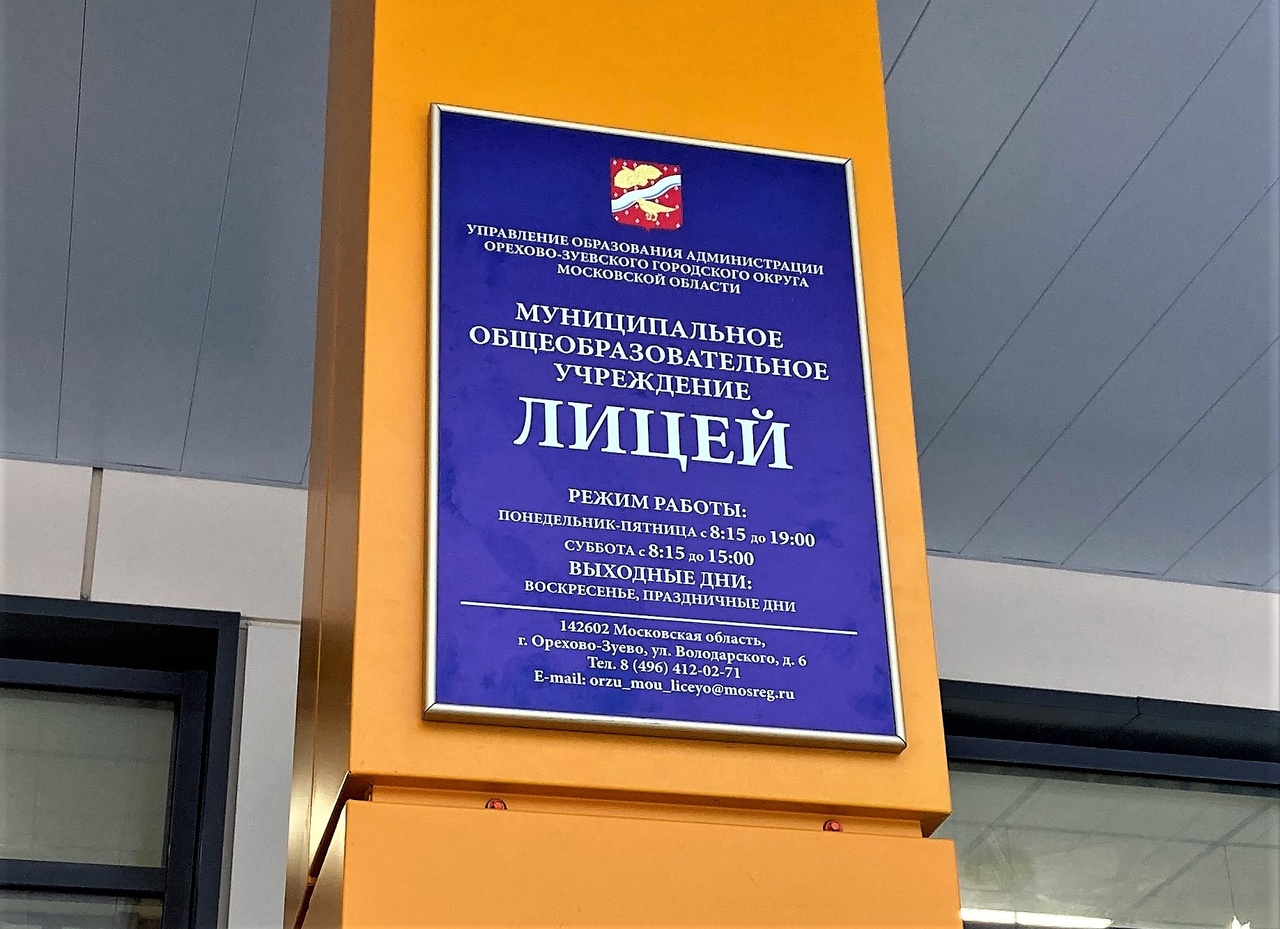 УПРАВЛЕНИЕ ОБРАЗОВАНИЯ АДМИНИСТРАЦИИ
ОРЕХОВО-ЗУЕВСКОГО ГОРОДСКОГО ОКРУГА
МОСКОВСКОЙ ОБЛАСТИ
МУНИЦИПАЛЬНОЕ
ОБЩЕОБРАЗОВАТЕЛЬНОЕ
УЧРЕЖДЕНИЕ
ЛИЦЕЙ
РЕЖИМ РАБОТЫ:
ПОНЕДЕЛЬНИК-ПЯТНИЦА с 8:15 до 19:00
СУББОТА с 8:15 до 15:00
ВЫХОДНЫЕ ДНИ:
ВОСКРЕСЕНЬЕ, ПРАЗДНИЧНЫЕ ДНИ
142602 Московская область,
г. Орехово-Зуево, ул. Володарского, д. 6
Тел. 8 (496) 412-02-71
E-mail: orzu_mou_liceyo@mosreg.ru